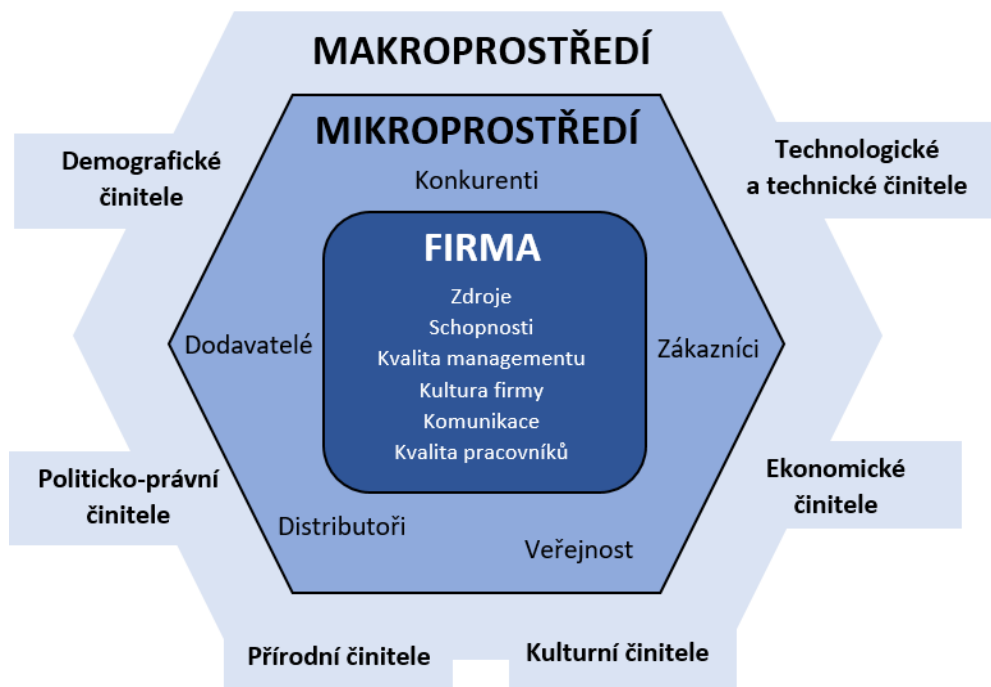 MAKROPROSTŘEDÍ
MIKROPROSTŘEDÍ
Demografické
činitele
Technologické
a technické činitele
Konkurenti
FIRMA
Zdroje
Schopnosti
Kvalita managementu
Kultura firmy
Komunikace
Kvalita pracovníků
Dodavatelé
Zákazníci
Politicko-právní
činitele
Ekonomické
činitele
Distributoři
Veřejnost
Přírodní činitele
Kulturní činitele